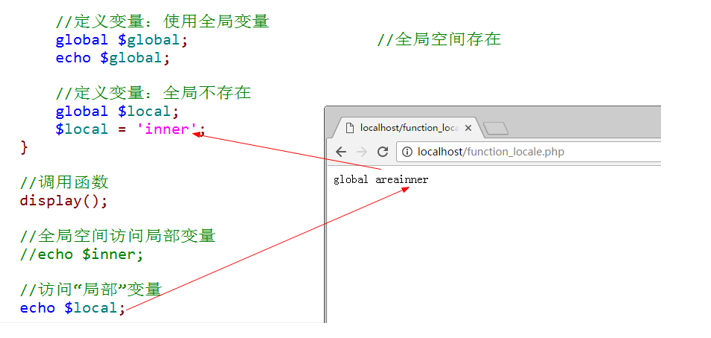 //定义变量：使用全局变量
global $global; //全局空间存在
echo $global;
//定义变量：全局不存在
global $local;
$local = 'inner';
}
//调用函数
display();
//全局空间访问局部变量
//echo $inner;
//访问“局部”变量
echo $local;
localhost/function_loca
localhost/function_locale.php
global areainner